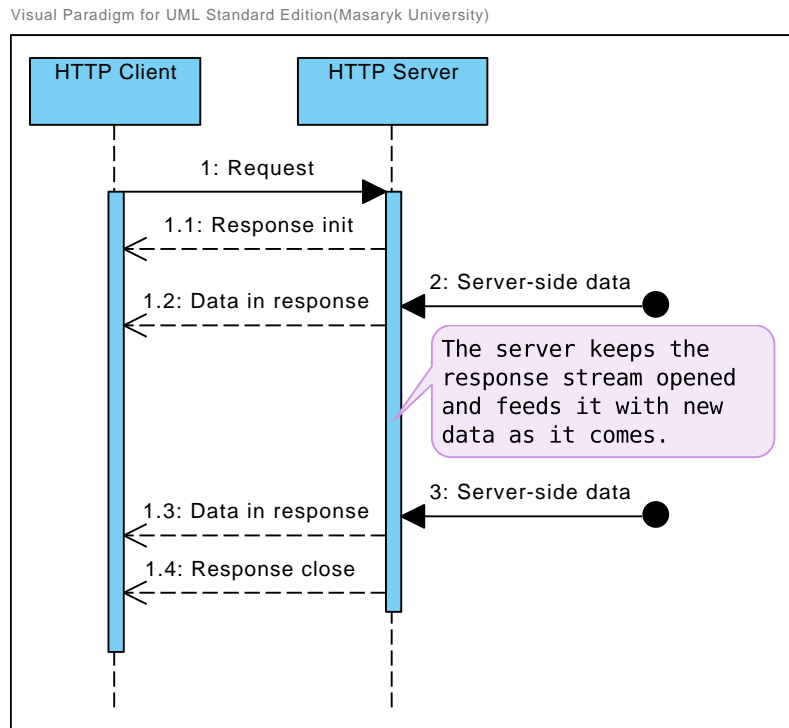 Visual Paradigm for UML Standard Edition(Masaryk University)
HTTP Client
HTTP Server
1: Request
1.1: Response init
2: Server-side data
1.2: Data in response
The server keeps the
response stream opened
and feeds it with new
data as it comes.
3: Server-side data
1.3: Data in response
1.4: Response close